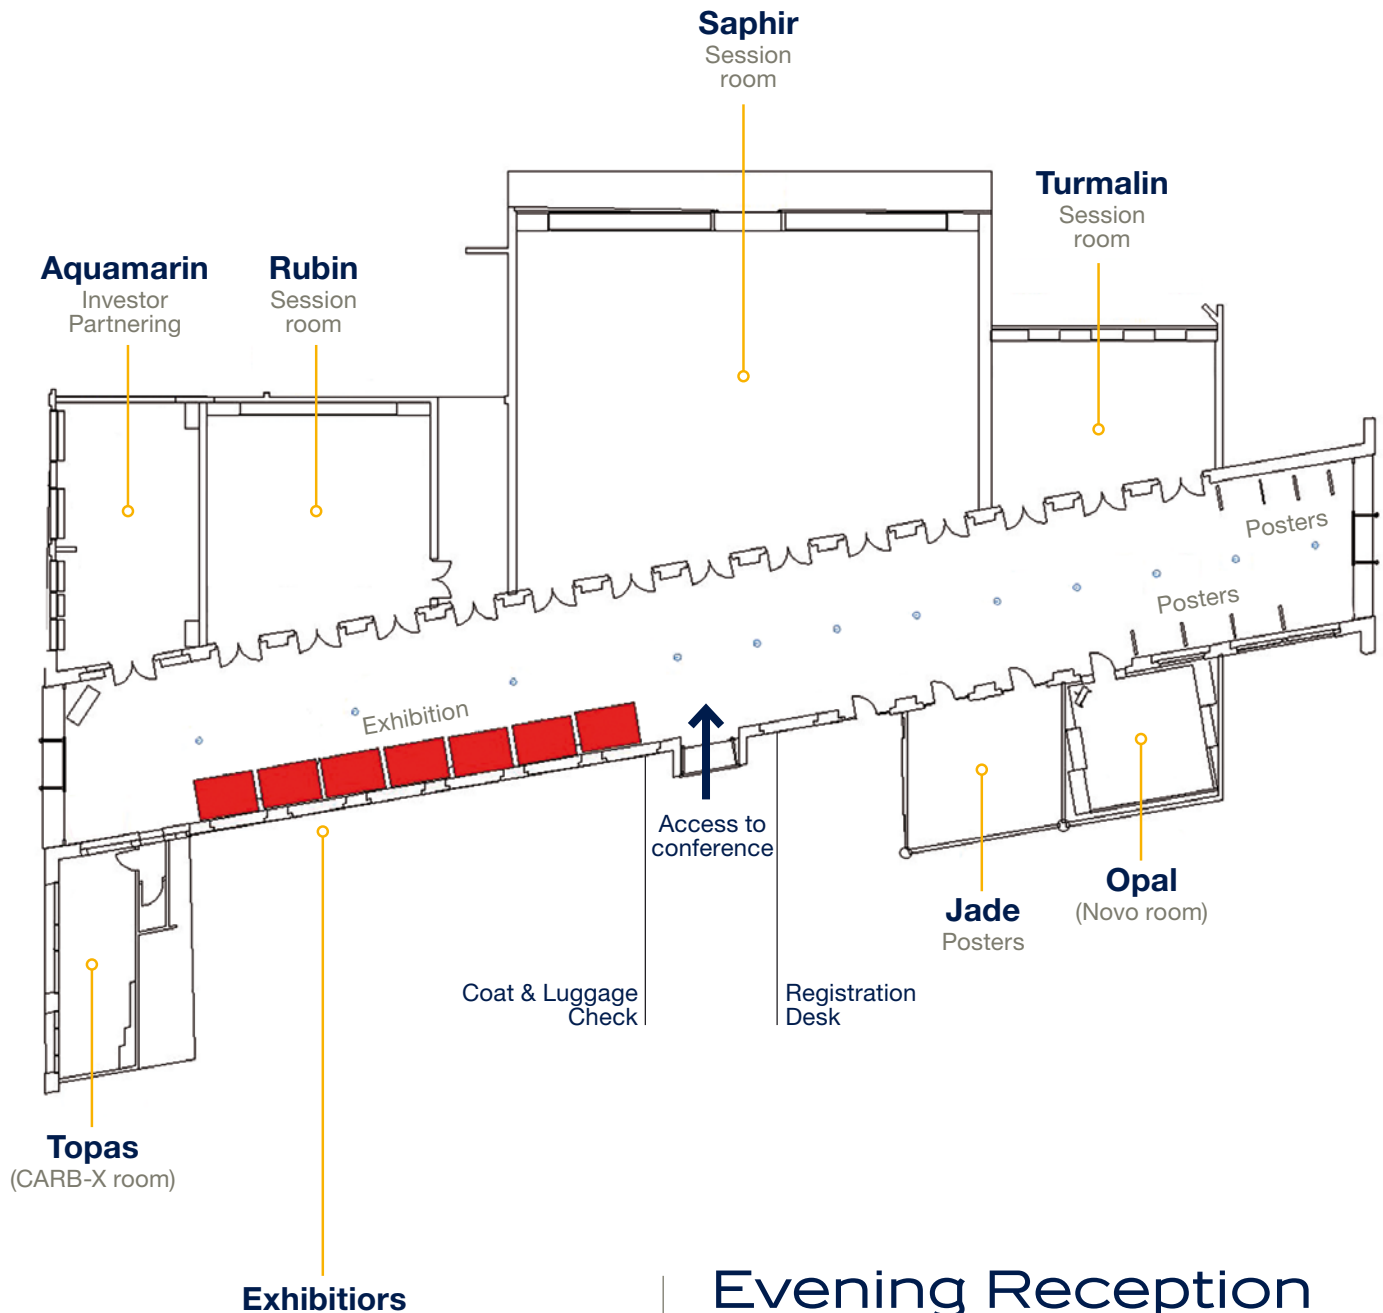 Saphir
Session
room
Turmalin
Session
room
Aquamarin
Investor
Partnering
Rubin
Session
room
Posters
Posters
Exhibition
Access to
conference
Opal
(Novo room)
Jade
Posters
Coat & Luggage
Check
Registration
Desk
Topas
(CARB-X room)
Exhibitiors
Evening Reception